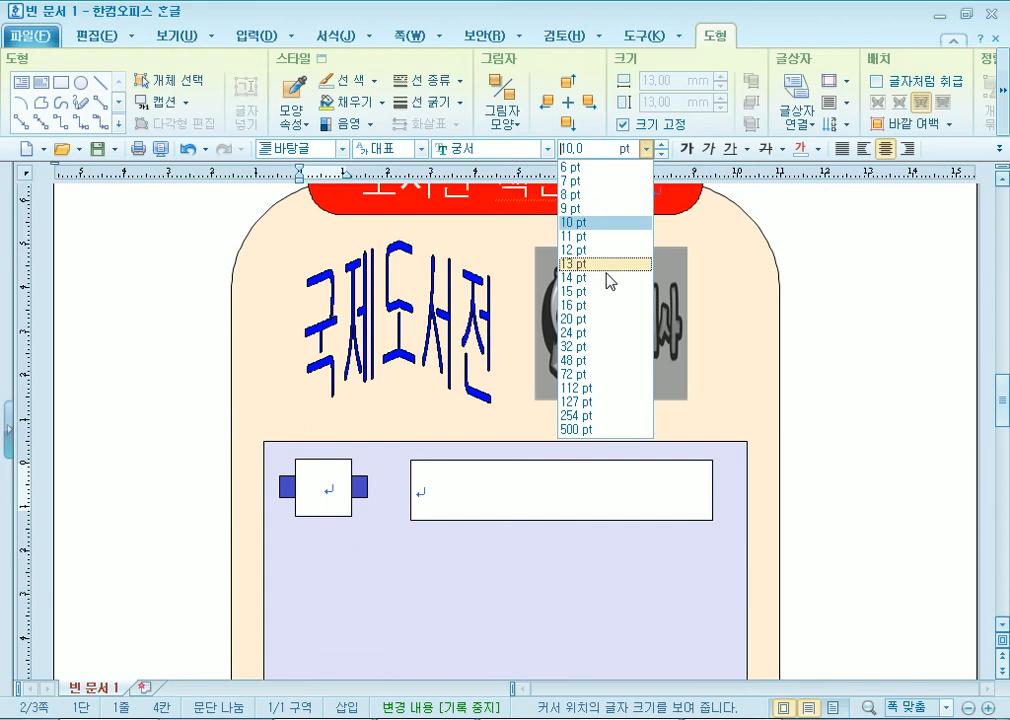 빈 문서 1 - 한컴오피스 한글
파일(F) 편집(E) 보기(U) 입력(D) 서식(J) 쪽(W) 보안(R) 검토(H) 도구(K) 도형
도형 스타일 그림자 크기 글상자 배치
개체 선택 캡션 다각형 편집 글자 넣기
모양 속성 선 색 채우기 음영 선 종류 선 굵기 화살표
그림자 모양
13,00 mm
13,00 mm
크기 고정
글상자 연결
글자처럼 취급
바깥 여백
바탕글 대표 궁서 10,0 pt 가 가 가 가 가
6 pt
7 pt
8 pt
9 pt
10 pt
11 pt
12 pt
13 pt
14 pt
15 pt
16 pt
20 pt
24 pt
32 pt
48 pt
72 pt
112 pt
127 pt
254 pt
500 pt
국제도서전
빈 문서 1
2/3쪽 1단 1줄 4칸 문단 나눔 1/1 구역 삽입 변경 내용 [기록 중지] 커서 위치의 글자 크기를 보여 줍니다. 폭 맞춤